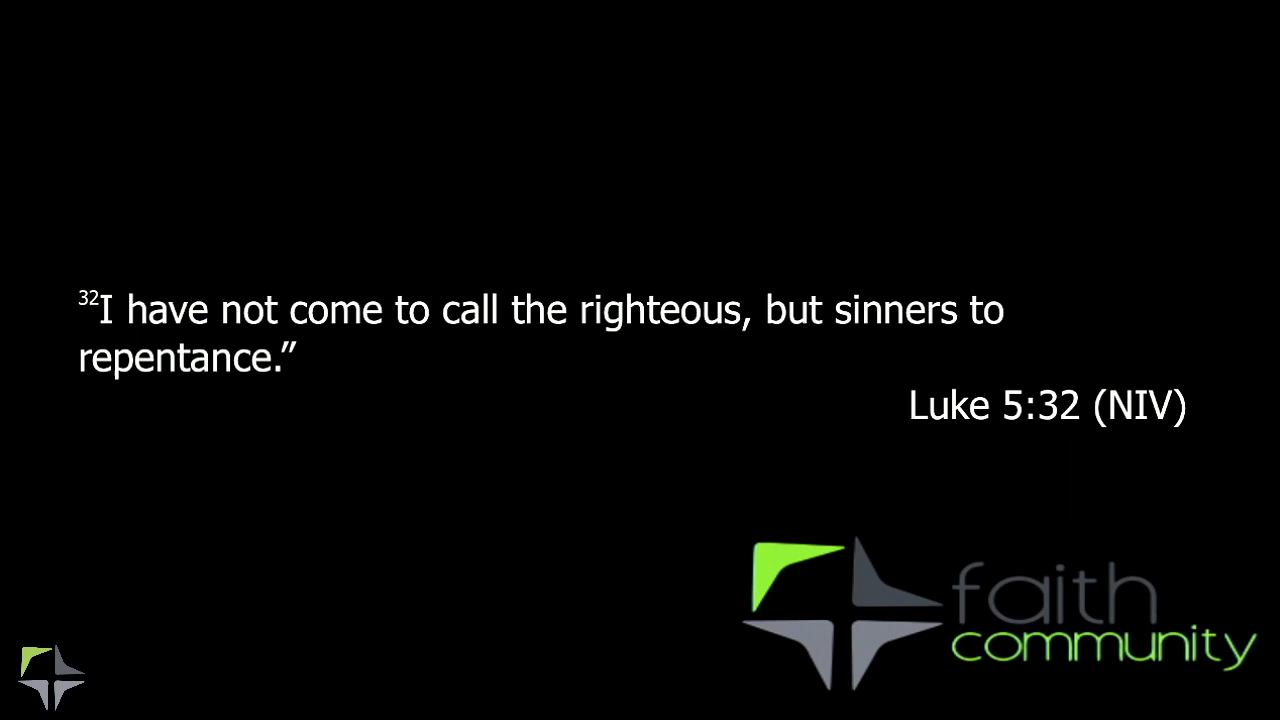 ³²I have not come to call the righteous, but sinners to
repentance.”
Luke 5:32 (NIV)
faith
community